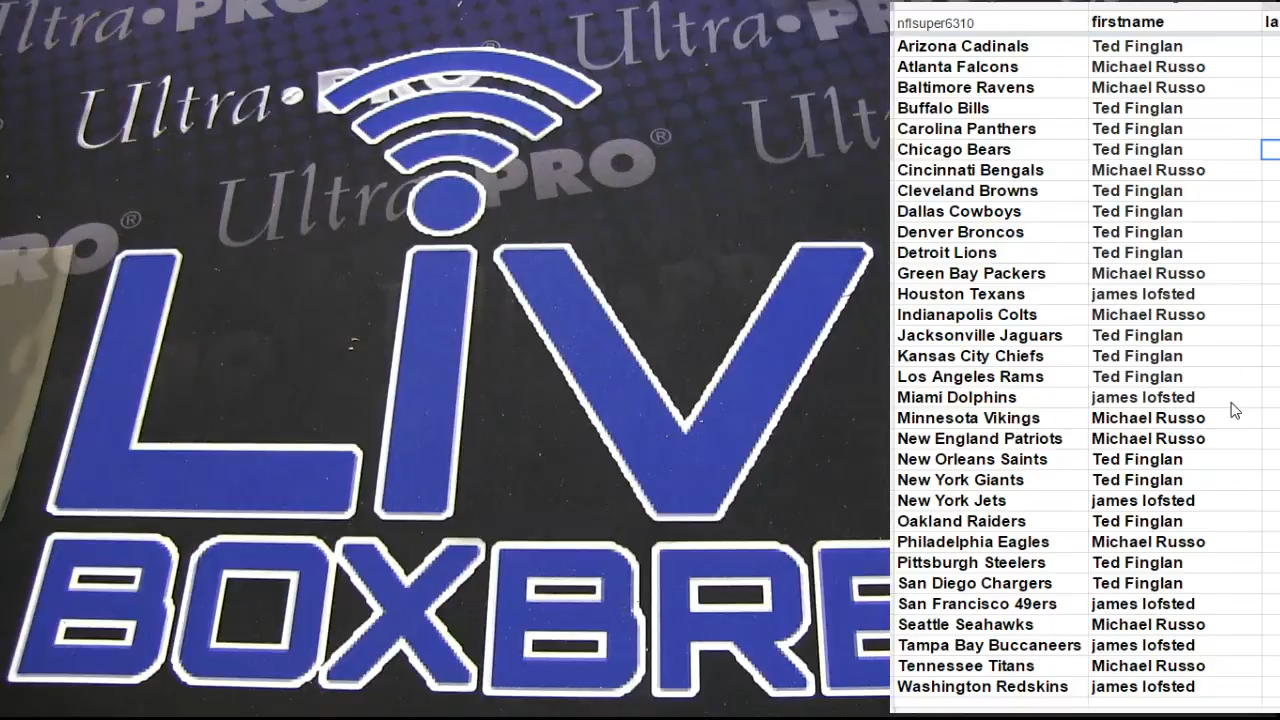 Ultra•PRO
Ultra•PRO
Ultra•PRO
Ultra PRO®
PRO®
LiV
BOXBRE
nflsuper6310 firstname la
Arizona Cadinals Ted Finglan
Atlanta Falcons Michael Russo
Baltimore Ravens Michael Russo
Buffalo Bills Ted Finglan
Carolina Panthers Ted Finglan
Chicago Bears Ted Finglan
Cincinnati Bengals Michael Russo
Cleveland Browns Ted Finglan
Dallas Cowboys Ted Finglan
Denver Broncos Ted Finglan
Detroit Lions Ted Finglan
Green Bay Packers Michael Russo
Houston Texans james lofsted
Indianapolis Colts Michael Russo
Jacksonville Jaguars Ted Finglan
Kansas City Chiefs Ted Finglan
Los Angeles Rams Ted Finglan
Miami Dolphins james lofsted
Minnesota Vikings Michael Russo
New England Patriots Michael Russo
New Orleans Saints Ted Finglan
New York Giants Ted Finglan
New York Jets james lofsted
Oakland Raiders Ted Finglan
Philadelphia Eagles Michael Russo
Pittsburgh Steelers Ted Finglan
San Diego Chargers Ted Finglan
San Francisco 49ers james lofsted
Seattle Seahawks Michael Russo
Tampa Bay Buccaneers james lofsted
Tennessee Titans Michael Russo
Washington Redskins james lofsted